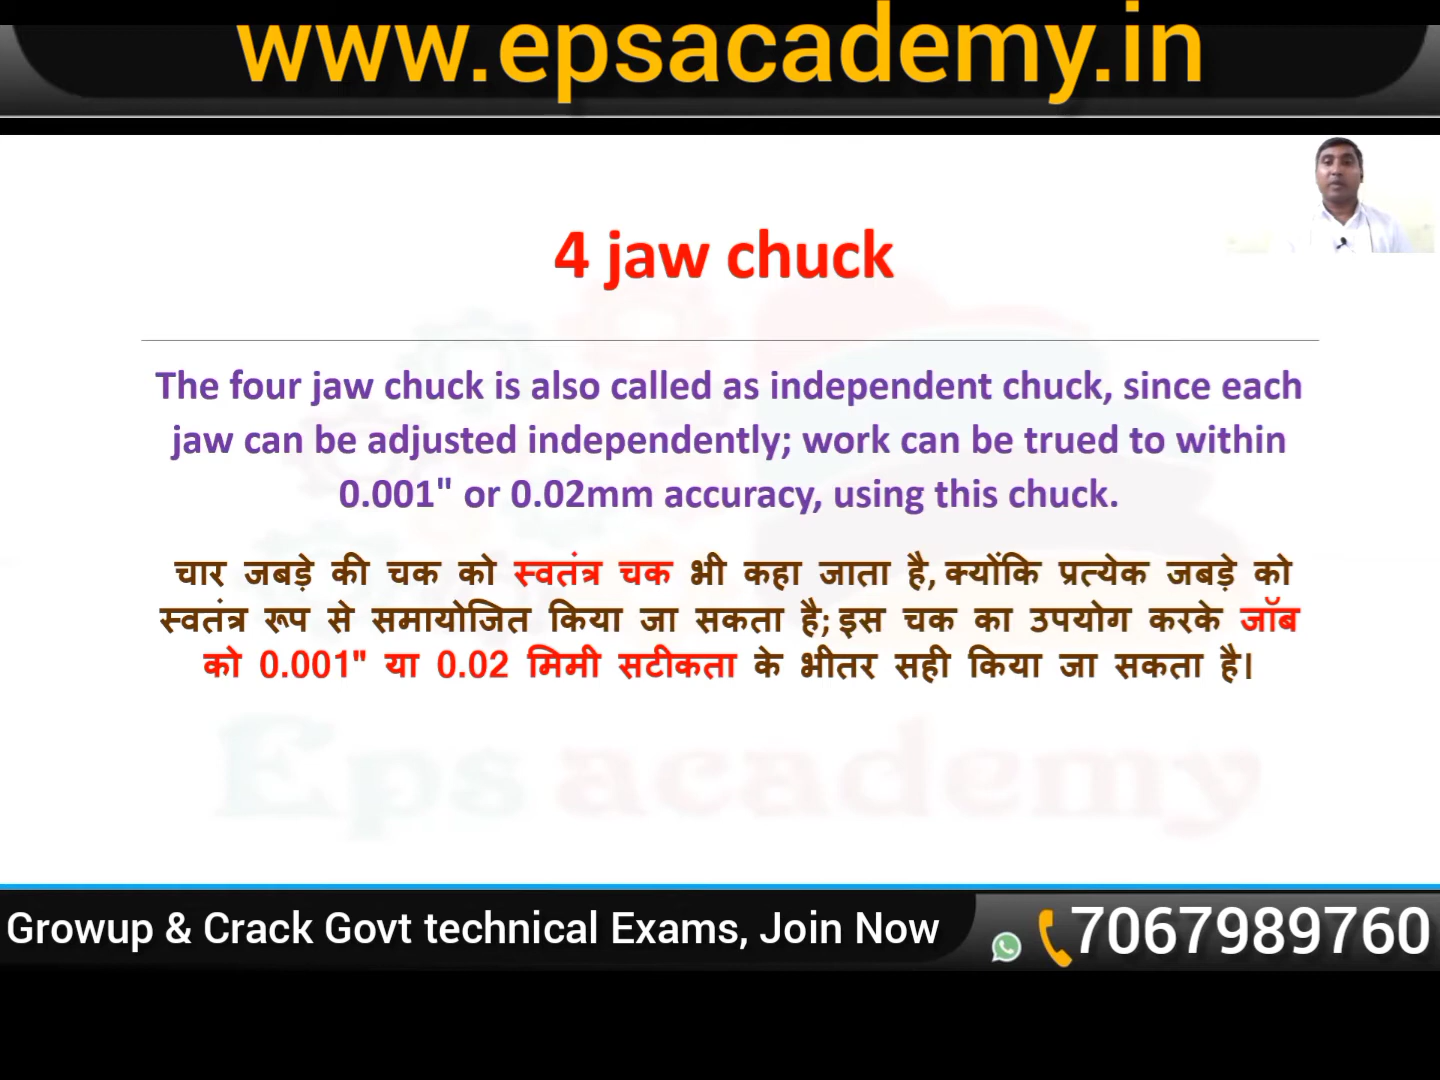 www.epsacademy.in
4 jaw chuck
The four jaw chuck is also called as independent chuck, since each
jaw can be adjusted independently; work can be trued to within
0.001" or 0.02mm accuracy, using this chuck.
चार जबड़े की चक को स्वतंत्र चक भी कहा जाता है, क्योंकि प्रत्येक जबड़े को
स्वतंत्र रूप से समायोजित किया जा सकता है; इस चक का उपयोग करके जॉब
को 0.001" या 0.02 मिमी सटीकता के भीतर सही किया जा सकता है।
Eps academy
Growup & Crack Govt technical Exams, Join Now
7067989760